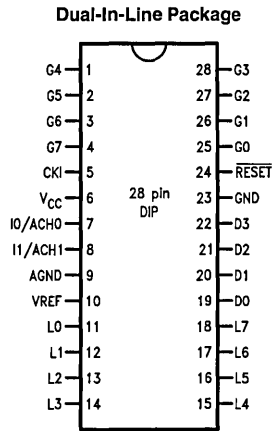 Dual-In-Line Package
G4 1 28 G3
G5 2 27 G2
G6 3 26 G1
G7 4 25 G0
CKI 5 24 RESET
VCC 6 23 GND
28 pin
DIP
I0/ACH0 7 22 D3
I1/ACH1 8 21 D2
AGND 9 20 D1
VREF 10 19 D0
L0 11 18 L7
L1 12 17 L6
L2 13 16 L5
L3 14 15 L4